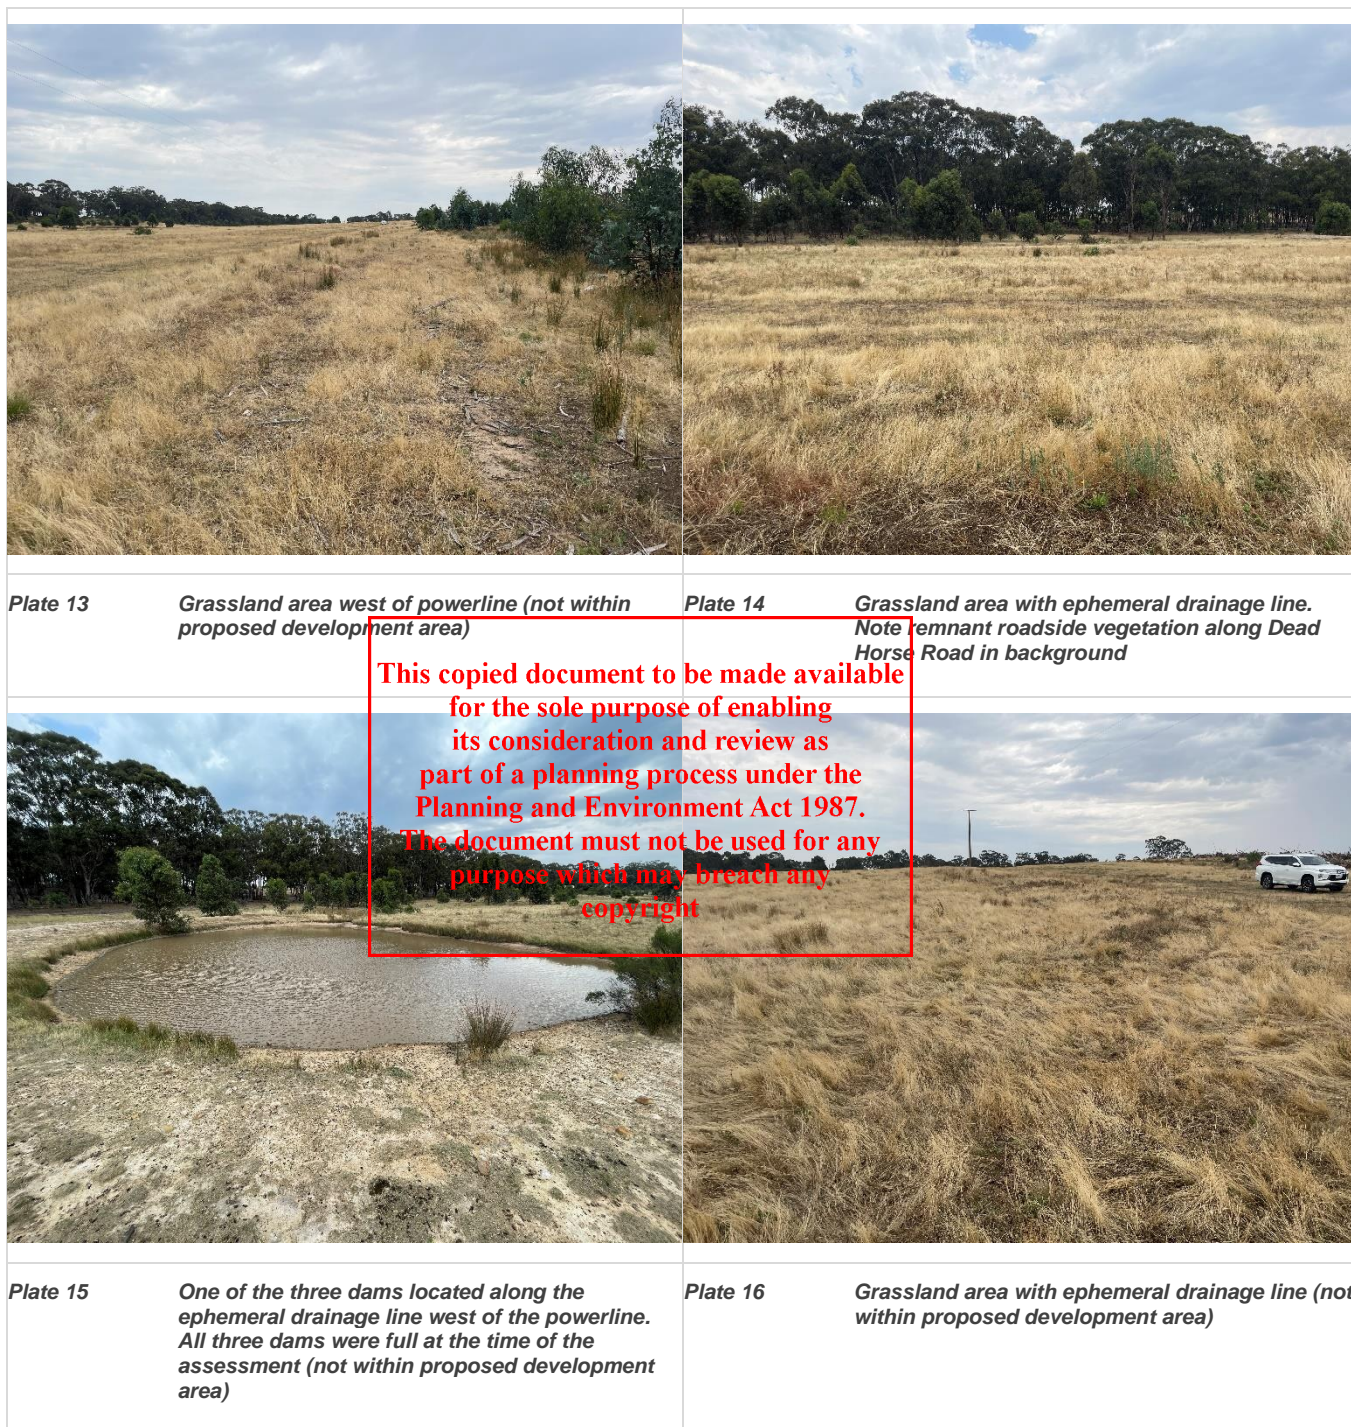 Plate 13
Grassland area west of powerline (not within
proposed development area)
Plate 14
Grassland area with ephemeral drainage line.
Note remnant roadside vegetation along Dead
Horse Road in background
This copied document to be made available
for the sole purpose of enabling
its consideration and review as
part of a planning process under the
Planning and Environment Act 1987.
The document must not be used for any
purpose which may breach any
copyright
Plate 15
One of the three dams located along the
ephemeral drainage line west of the powerline.
All three dams were full at the time of the
assessment (not within proposed development
area)
Plate 16
Grassland area with ephemeral drainage line (not
within proposed development area)